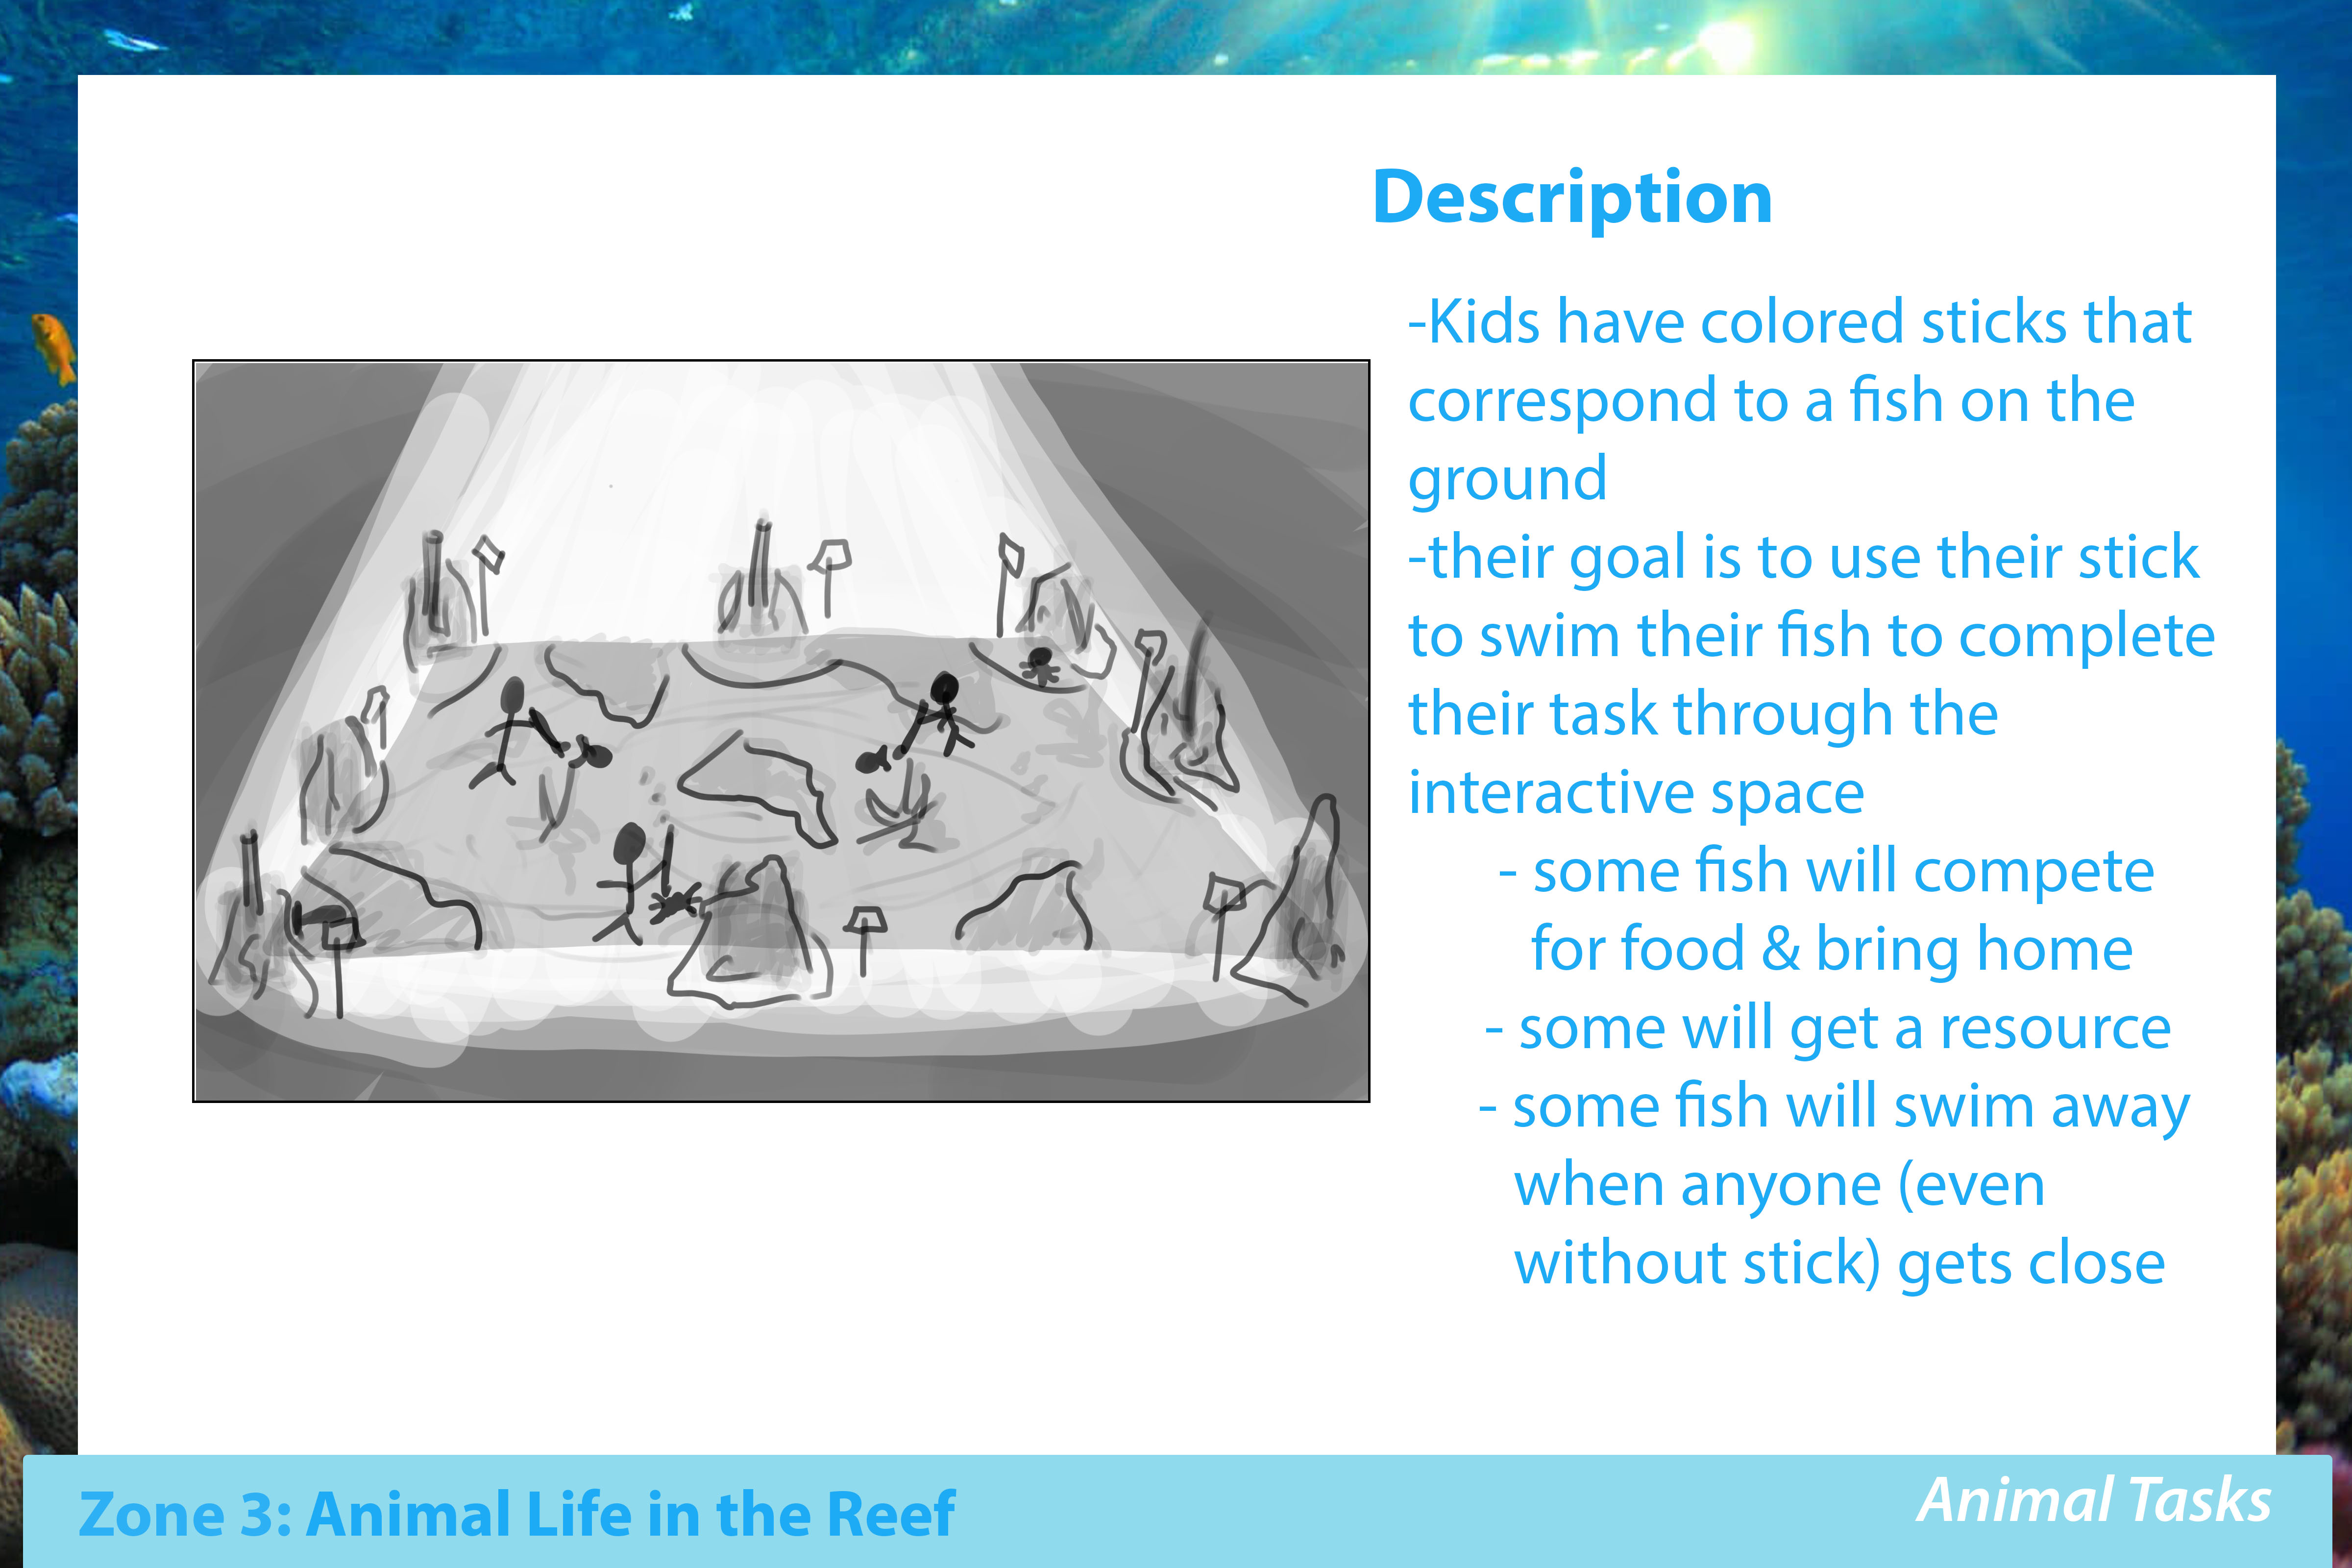 Description
-Kids have colored sticks that
correspond to a fish on the
ground
-their goal is to use their stick
to swim their fish to complete
their task through the
interactive space
- some fish will compete
for food & bring home
- some will get a resource
- some fish will swim away
when anyone (even
without stick) gets close
Zone 3: Animal Life in the Reef
Animal Tasks